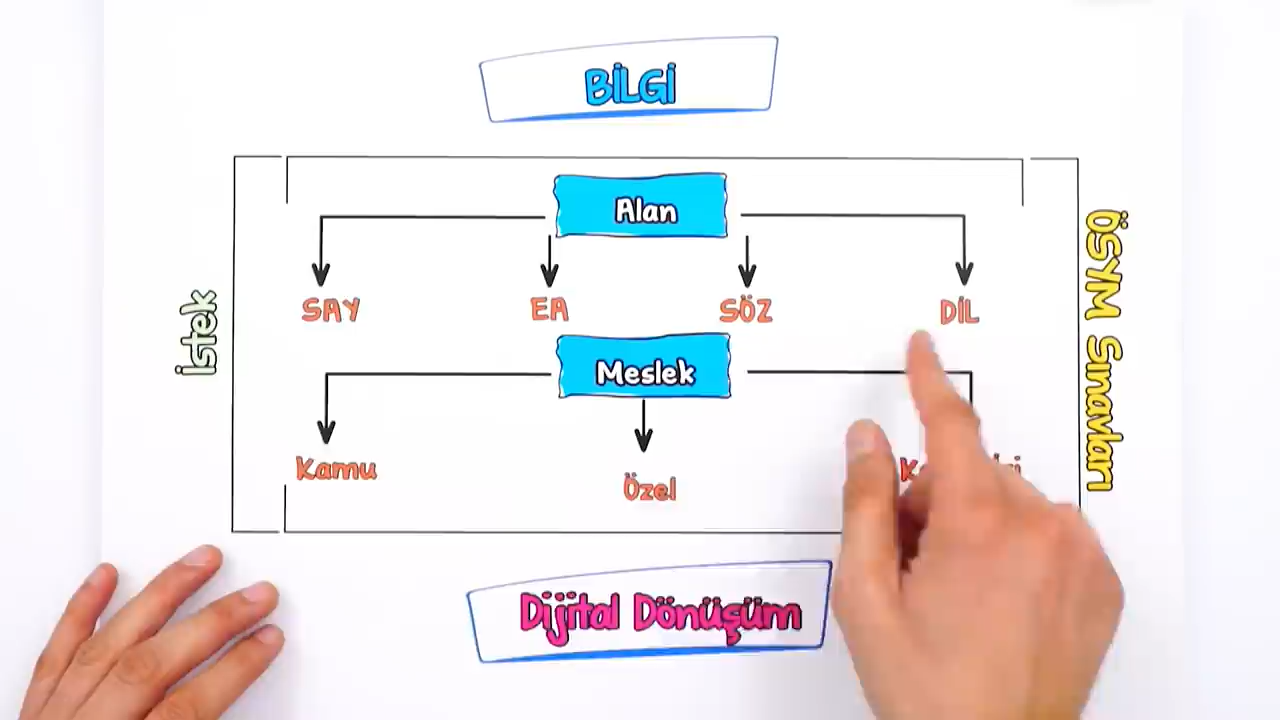 BİLGİ
Alan
SAY
EA
SÖZ
DİL
İstek
ÖSYM Sınavları
Meslek
Kamu
Özel
Dijital Dönüşüm